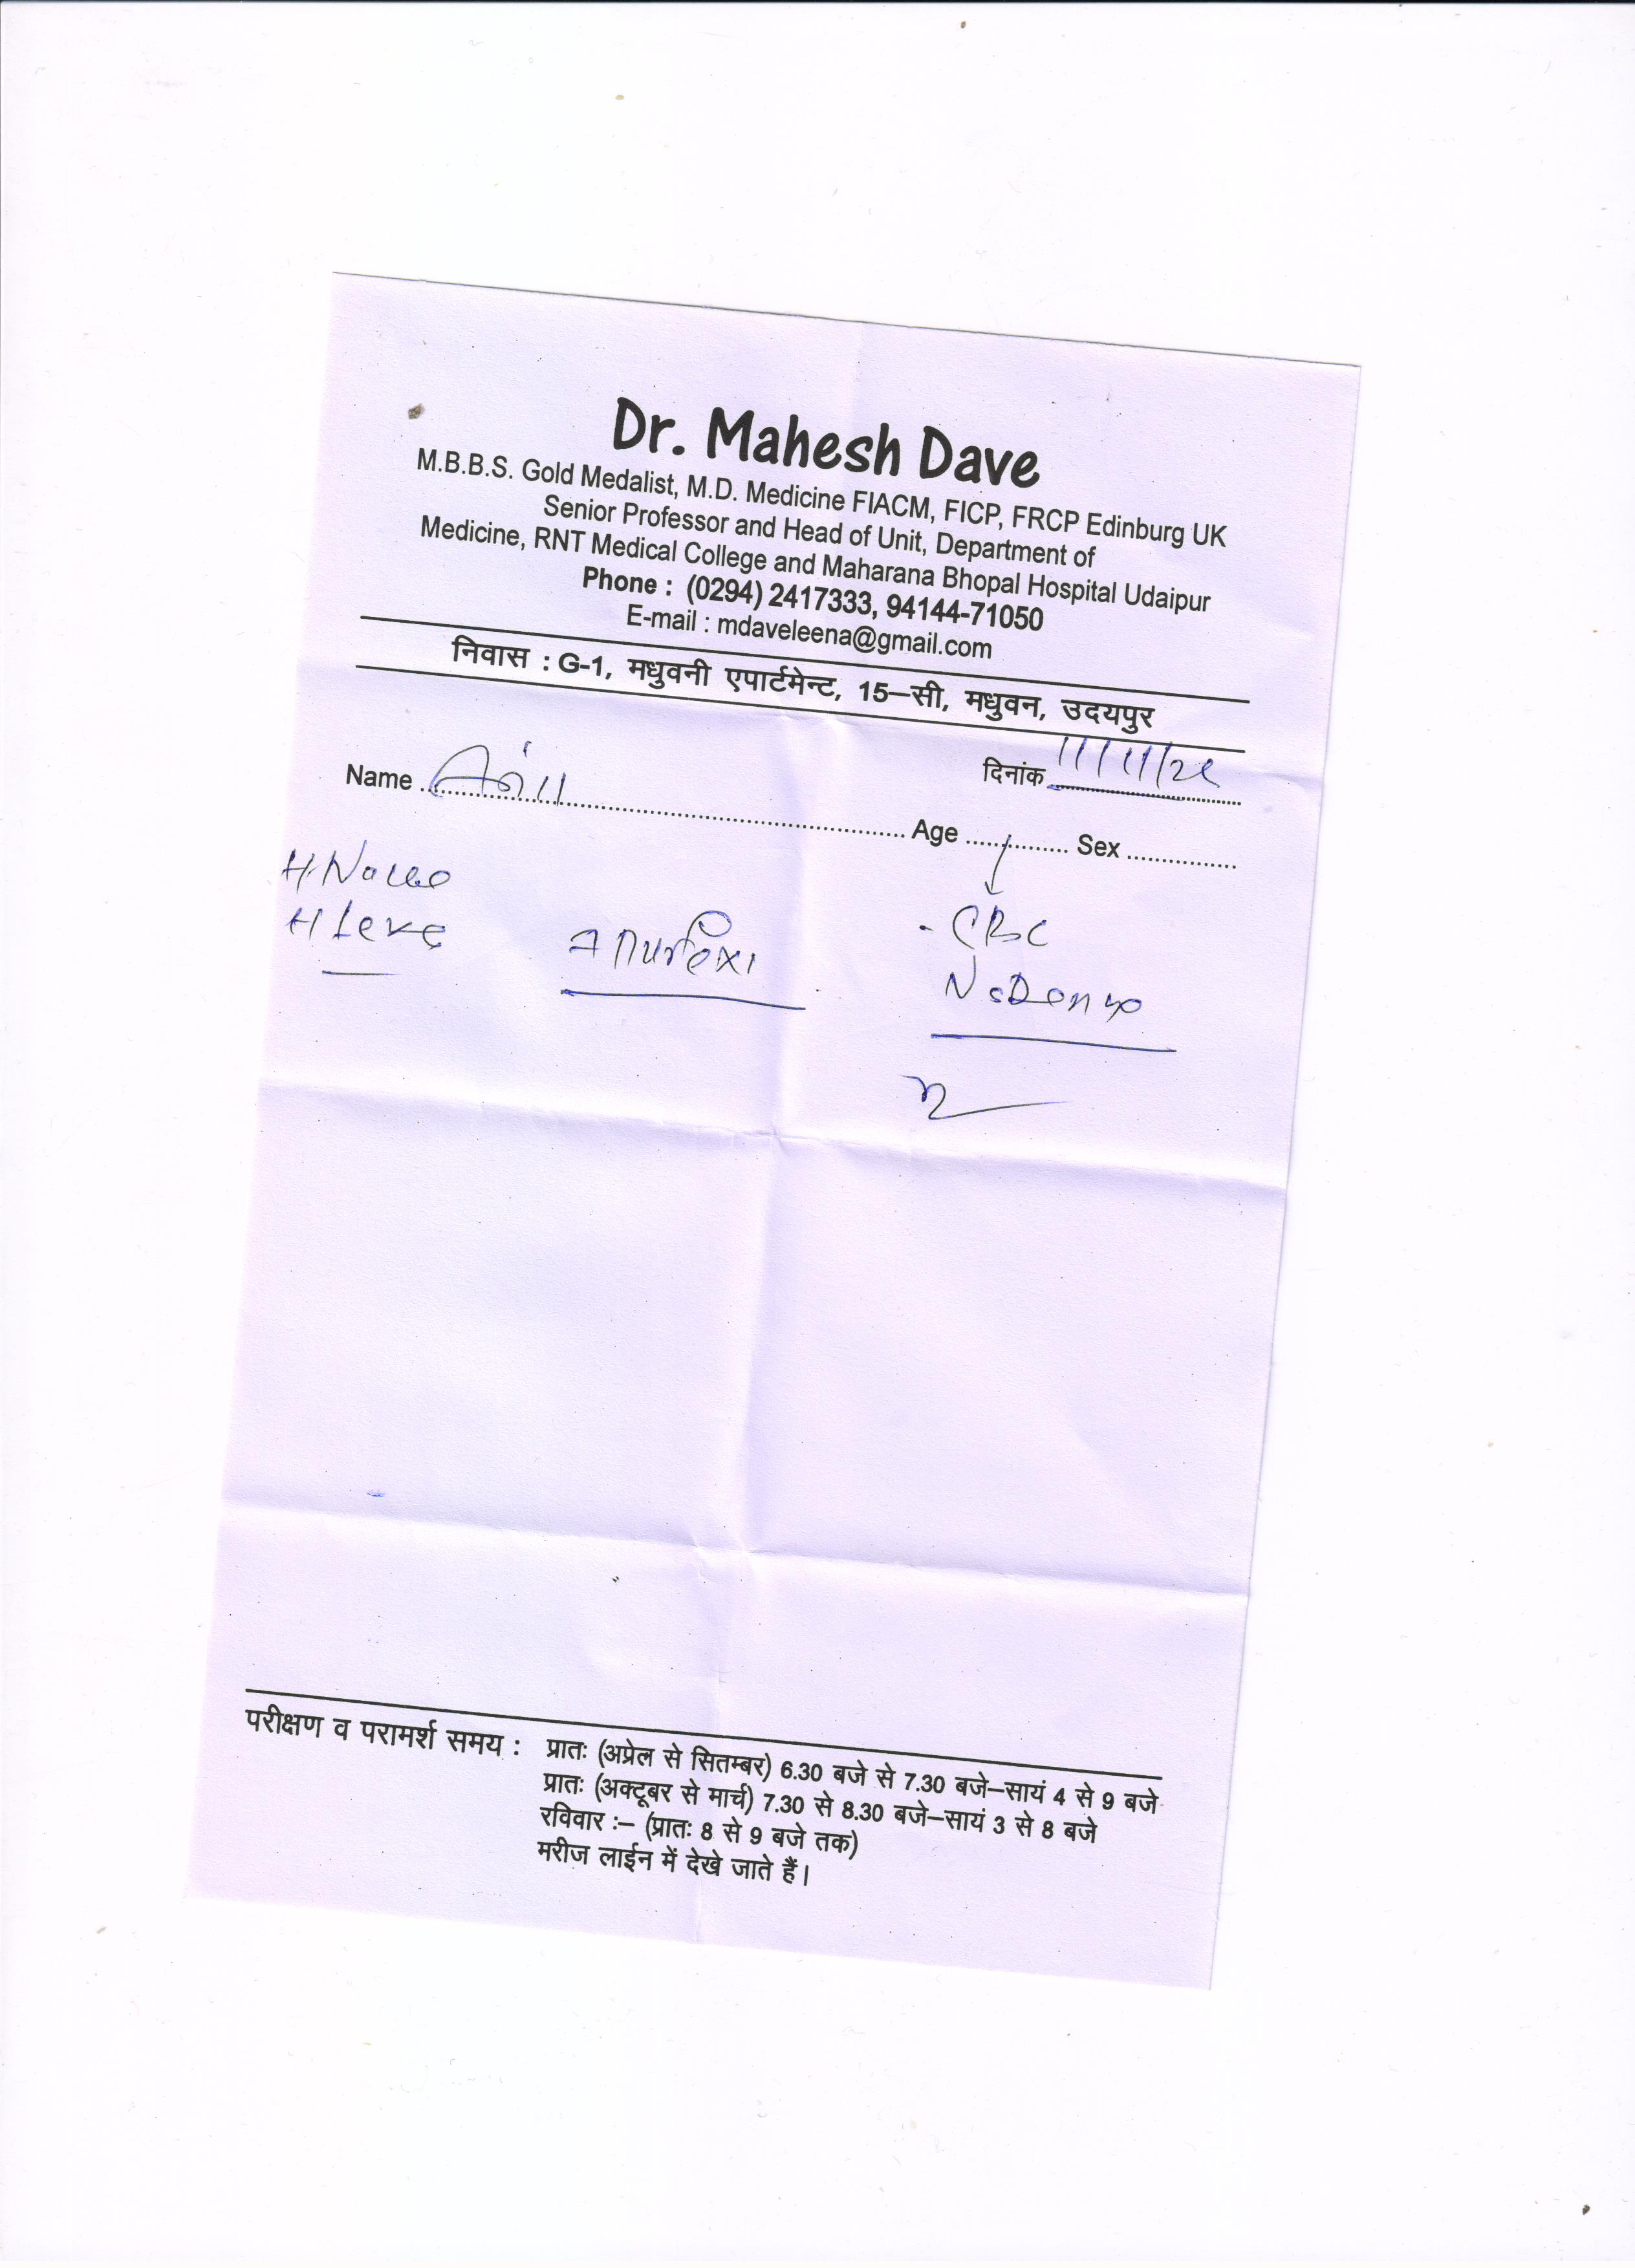 Dr. Mahesh Dave
M.B.B.S. Gold Medalist, M.D. Medicine FIACM, FICP, FRCP Edinburg UK
Senior Professor and Head of Unit, Department of
Medicine, RNT Medical College and Maharana Bhopal Hospital Udaipur
Phone : (0294) 2417333, 94144-71050
E-mail : mdaveleena@gmail.com
निवास : G-1, मधुवनी एपार्टमेन्ट, 15–सी, मधुवन, उदयपुर
दिनांक 11/11/
Name
Age Sex
CBC
परीक्षण व परामर्श समय : प्रातः (अप्रेल से सितम्बर) 6.30 बजे से 7.30 बजे–सायं 4 से 9 बजे
प्रातः (अक्टूबर से मार्च) 7.30 से 8.30 बजे–सायं 3 से 8 बजे
रविवार :– (प्रातः 8 से 9 बजे तक)
मरीज लाईन में देखे जाते हैं।